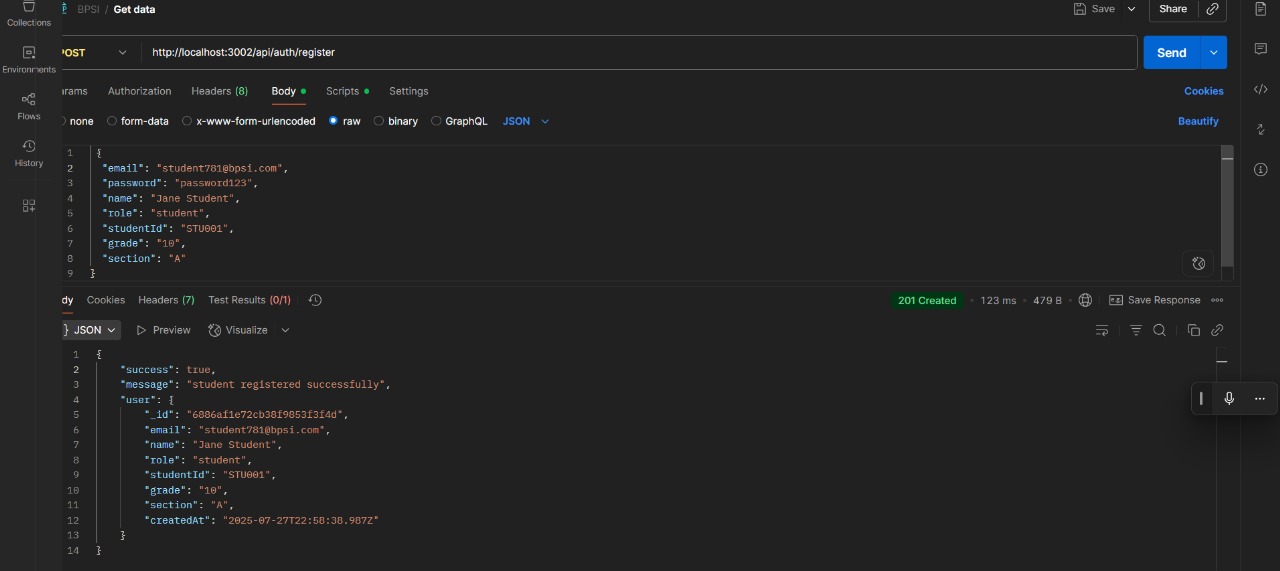 Collections
Environments
Flows
History
BPSI / Get data
Save
Share
POST
http://localhost:3002/api/auth/register
Send
arams Authorization Headers (8) Body Scripts Settings
Cookies
none form-data x-www-form-urlencoded raw binary GraphQL JSON
Beautify
1 {
2 "email": "student781@bpsi.com",
3 "password": "password123",
4 "name": "Jane Student",
5 "role": "student",
6 "studentId": "STU001",
7 "grade": "10",
8 "section": "A"
9 }
dy Cookies Headers (7) Test Results (0/1)
201 Created • 123 ms • 479 B •
Save Response
} JSON Preview Visualize
1 {
2 "success": true,
3 "message": "student registered successfully",
4 "user": {
5 "_id": "6886af1e72cb38f9853f3f4d",
6 "email": "student781@bpsi.com",
7 "name": "Jane Student",
8 "role": "student",
9 "studentId": "STU001",
10 "grade": "10",
11 "section": "A",
12 "createdAt": "2025-07-27T22:58:38.987Z"
13 }
14 }